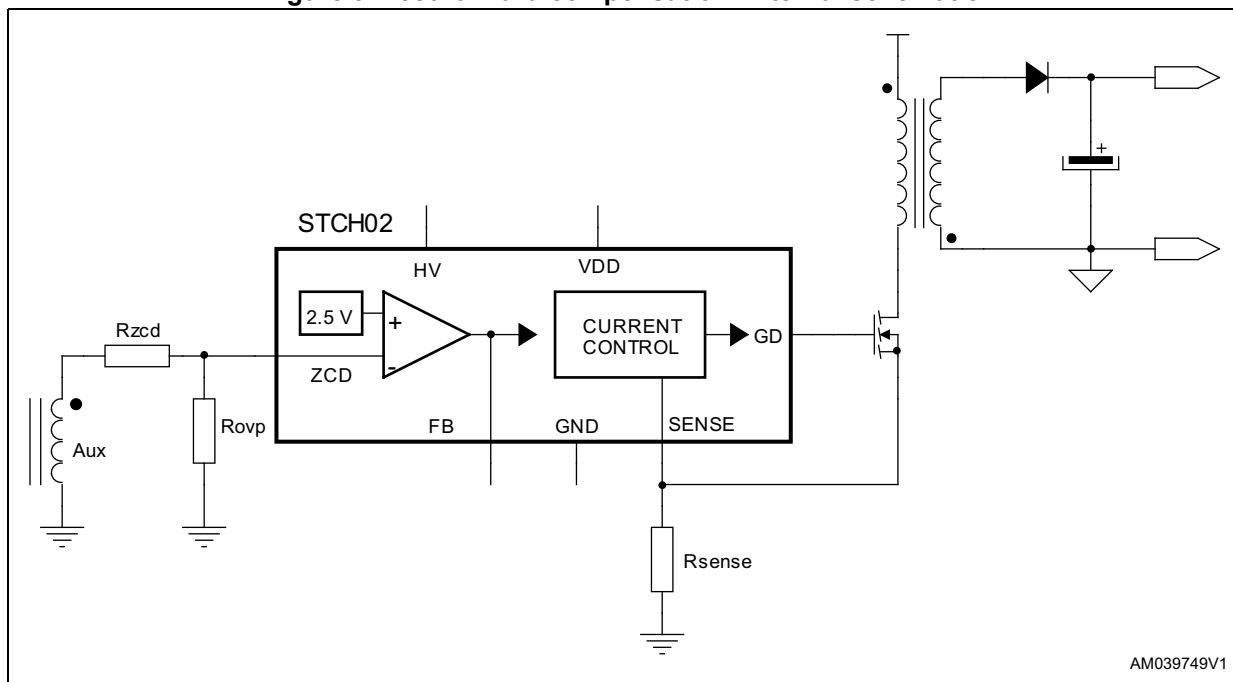 STCH02
HV
VDD
2.5 V
+
-
CURRENT
CONTROL
GD
+
Rzcd
ZCD
Rovp
Aux
FB
GND
SENSE
Rsense
AM039749V1